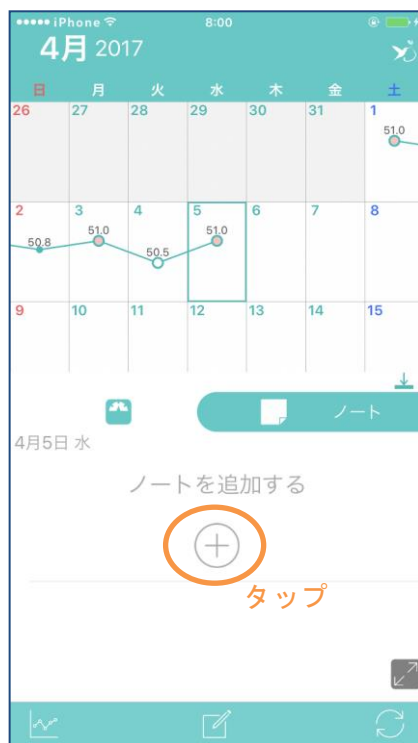 iPhone 8:00
4月 2017
日 月 火 水 木 金 土
26 27 28 29 30 31 1
51.0
2 3 4 5 6 7 8
50.8 51.0 50.5 51.0
9 10 11 12 13 14 15
ノート
4月5日 水
ノートを追加する
タップ